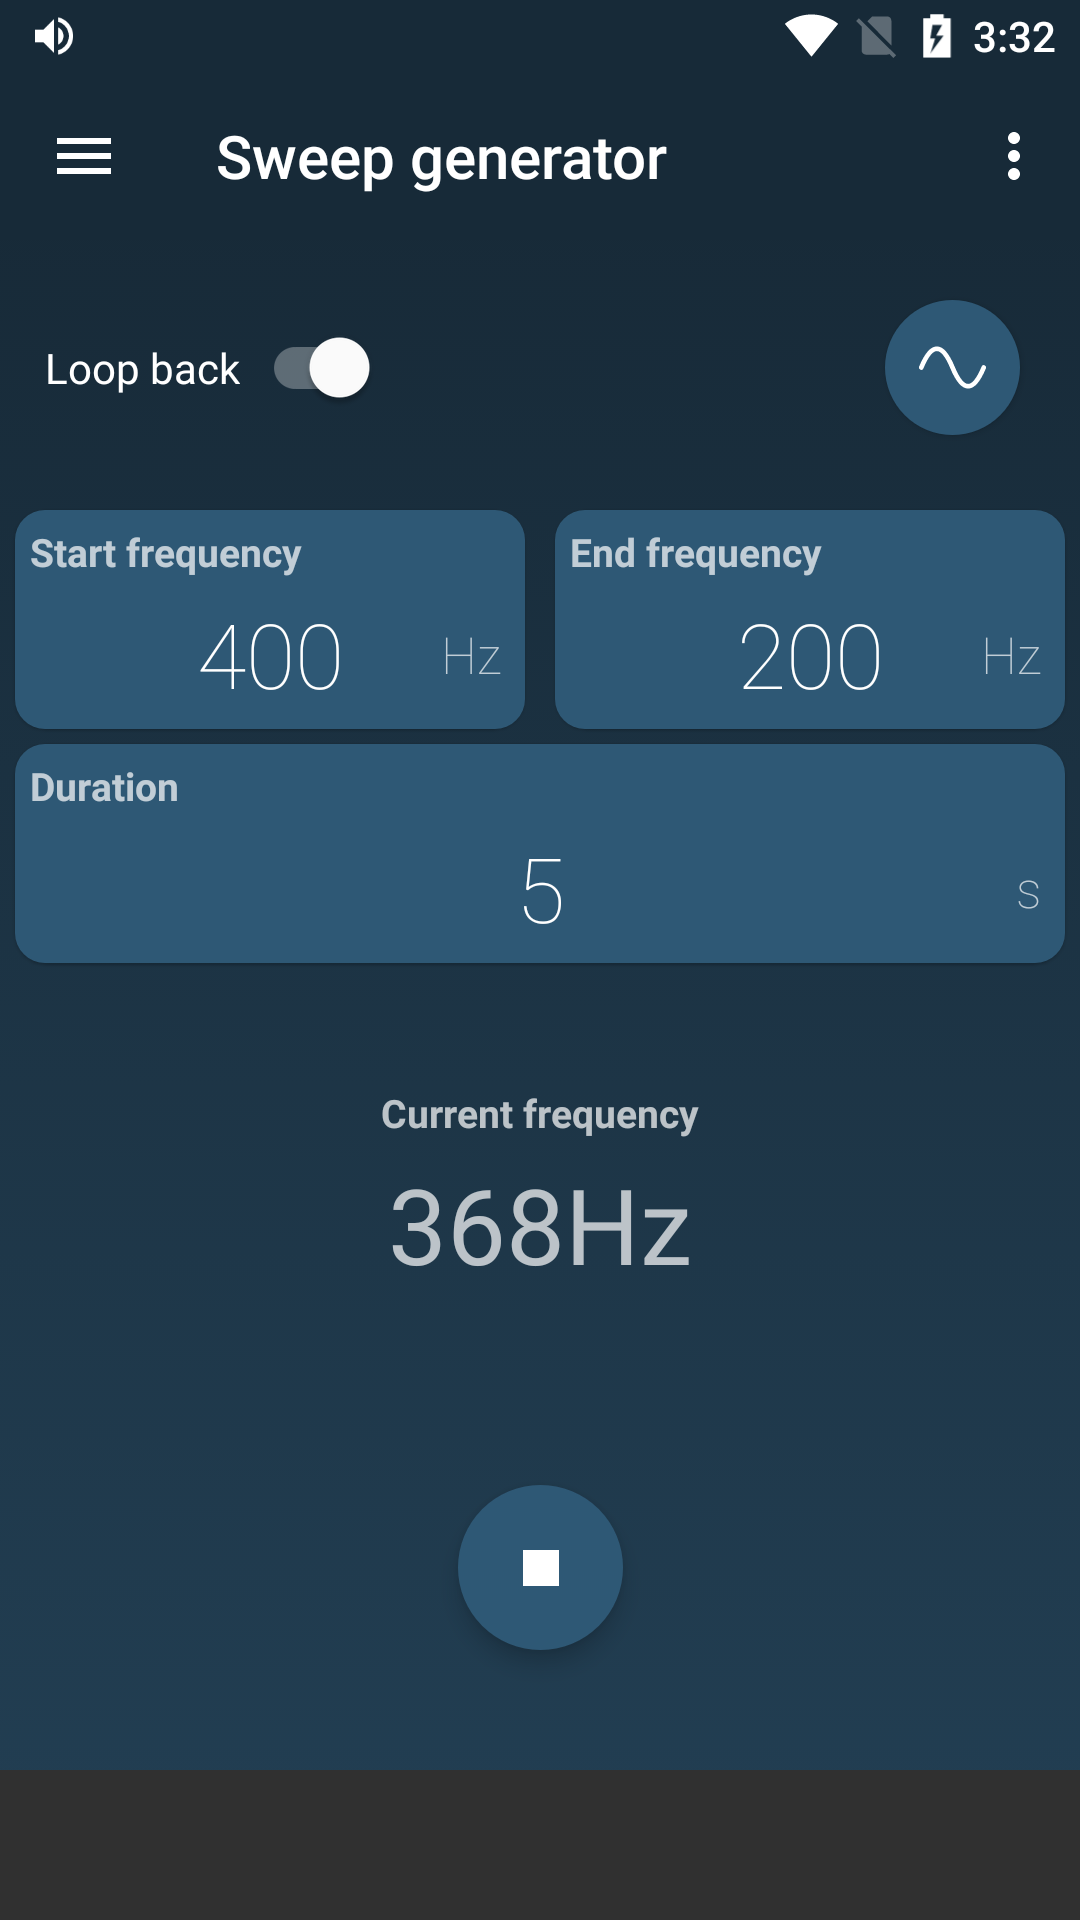 3:32
Sweep generator
Loop back
Start frequency
400 Hz
End frequency
200 Hz
Duration
5 s
Current frequency
368Hz